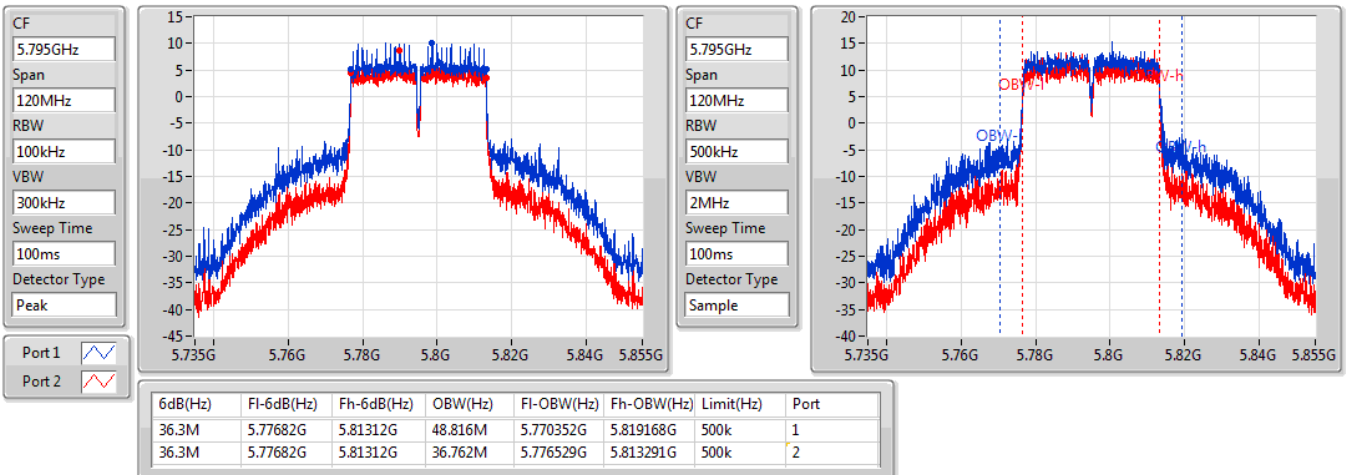 CF
5.795GHz
Span
120MHz
RBW
100kHz
VBW
300kHz
Sweep Time
100ms
Detector Type
Peak
Port 1
Port 2
15
10
5
0
-5
-10
-15
-20
-25
-30
-35
-40
-45
5.735G 5.76G 5.78G 5.8G 5.82G 5.84G 5.855G
CF
5.795GHz
Span
120MHz
RBW
500kHz
VBW
2MHz
Sweep Time
100ms
Detector Type
Sample
20
15
10
5
0
-5
-10
-15
-20
-25
-30
-35
-40
OBW-l
OBW-h
5.735G 5.76G 5.78G 5.8G 5.82G 5.84G 5.855G
6dB(Hz) Fl-6dB(Hz) Fh-6dB(Hz) OBW(Hz) Fl-OBW(Hz) Fh-OBW(Hz) Limit(Hz) Port
36.3M 5.77682G 5.81312G 48.816M 5.770352G 5.819168G 500k 1
36.3M 5.77682G 5.81312G 36.762M 5.776529G 5.813291G 500k 2